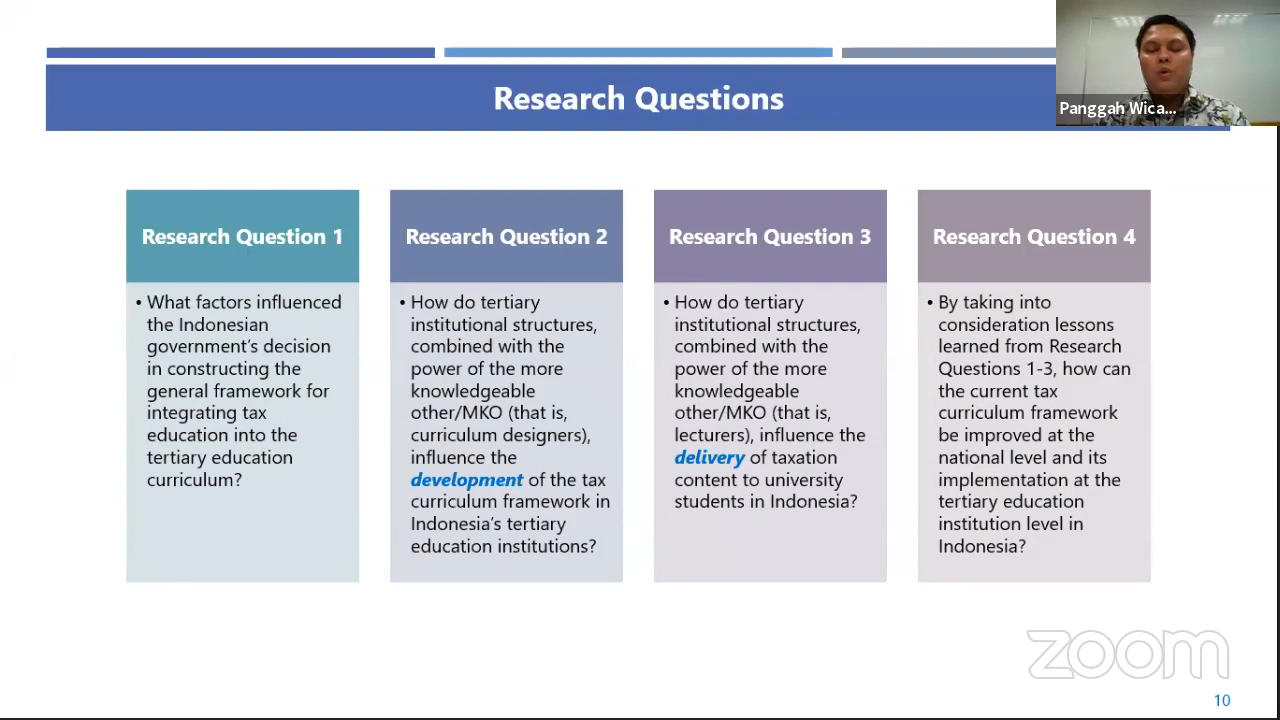 Research Questions
Panggah Wica...
Research Question 1
• What factors influenced
the Indonesian
government’s decision
in constructing the
general framework for
integrating tax
education into the
tertiary education
curriculum?
Research Question 2
• How do tertiary
institutional structures,
combined with the
power of the more
knowledgeable
other/MKO (that is,
curriculum designers),
influence the
development of the tax
curriculum framework in
Indonesia’s tertiary
education institutions?
Research Question 3
• How do tertiary
institutional structures,
combined with the
power of the more
knowledgeable
other/MKO (that is,
lecturers), influence the
delivery of taxation
content to university
students in Indonesia?
Research Question 4
• By taking into
consideration lessons
learned from Research
Questions 1-3, how can
the current tax
curriculum framework
be improved at the
national level and its
implementation at the
tertiary education
institution level in
Indonesia?
zoom
10